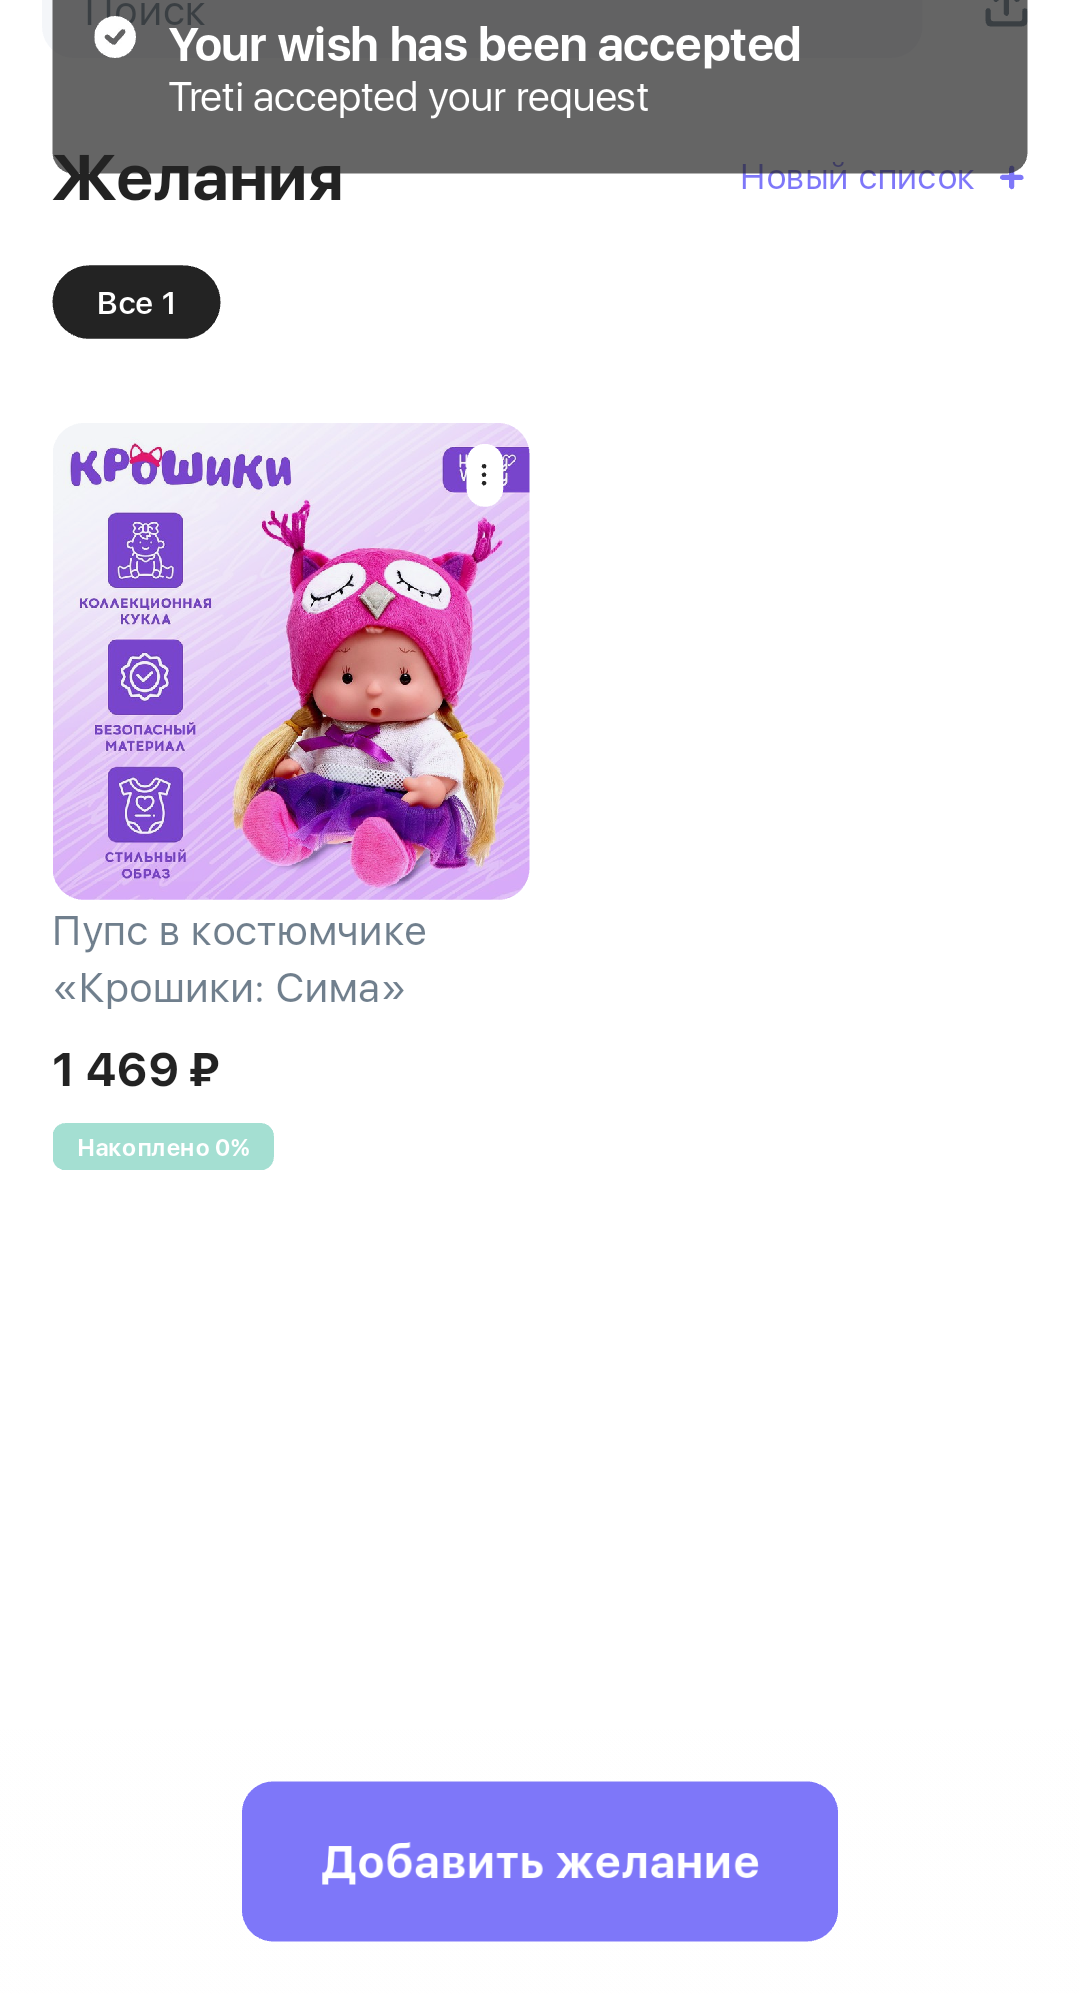 Поиск
Your wish has been accepted
Treti accepted your request
Желания
Новый список +
Все 1
КРОШИКИ
КОЛЛЕКЦИОННАЯ
КУКЛА
БЕЗОПАСНЫЙ
МАТЕРИАЛ
СТИЛЬНЫЙ
ОБРАЗ
Пупс в костюмчике
«Крошики: Сима»
1 469 ₽
Накоплено 0%
Добавить желание